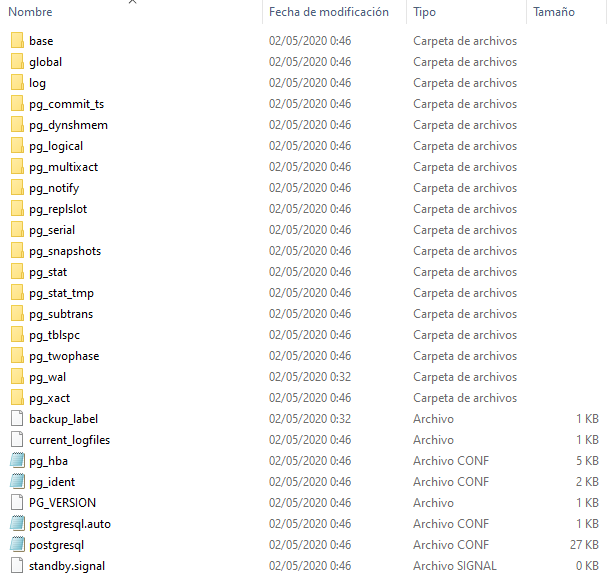 Nombre Fecha de modificación Tipo Tamaño
base 02/05/2020 0:46 Carpeta de archivos
global 02/05/2020 0:46 Carpeta de archivos
log 02/05/2020 0:46 Carpeta de archivos
pg_commit_ts 02/05/2020 0:46 Carpeta de archivos
pg_dynshmem 02/05/2020 0:46 Carpeta de archivos
pg_logical 02/05/2020 0:46 Carpeta de archivos
pg_multixact 02/05/2020 0:46 Carpeta de archivos
pg_notify 02/05/2020 0:46 Carpeta de archivos
pg_replslot 02/05/2020 0:46 Carpeta de archivos
pg_serial 02/05/2020 0:46 Carpeta de archivos
pg_snapshots 02/05/2020 0:46 Carpeta de archivos
pg_stat 02/05/2020 0:46 Carpeta de archivos
pg_stat_tmp 02/05/2020 0:46 Carpeta de archivos
pg_subtrans 02/05/2020 0:46 Carpeta de archivos
pg_tblspc 02/05/2020 0:46 Carpeta de archivos
pg_twophase 02/05/2020 0:46 Carpeta de archivos
pg_wal 02/05/2020 0:32 Carpeta de archivos
pg_xact 02/05/2020 0:46 Carpeta de archivos
backup_label 02/05/2020 0:32 Archivo 1 KB
current_logfiles 02/05/2020 0:46 Archivo 1 KB
pg_hba 02/05/2020 0:46 Archivo CONF 5 KB
pg_ident 02/05/2020 0:46 Archivo CONF 2 KB
PG_VERSION 02/05/2020 0:46 Archivo 1 KB
postgresql.auto 02/05/2020 0:46 Archivo CONF 1 KB
postgresql 02/05/2020 0:46 Archivo CONF 27 KB
standby.signal 02/05/2020 0:46 Archivo SIGNAL 0 KB